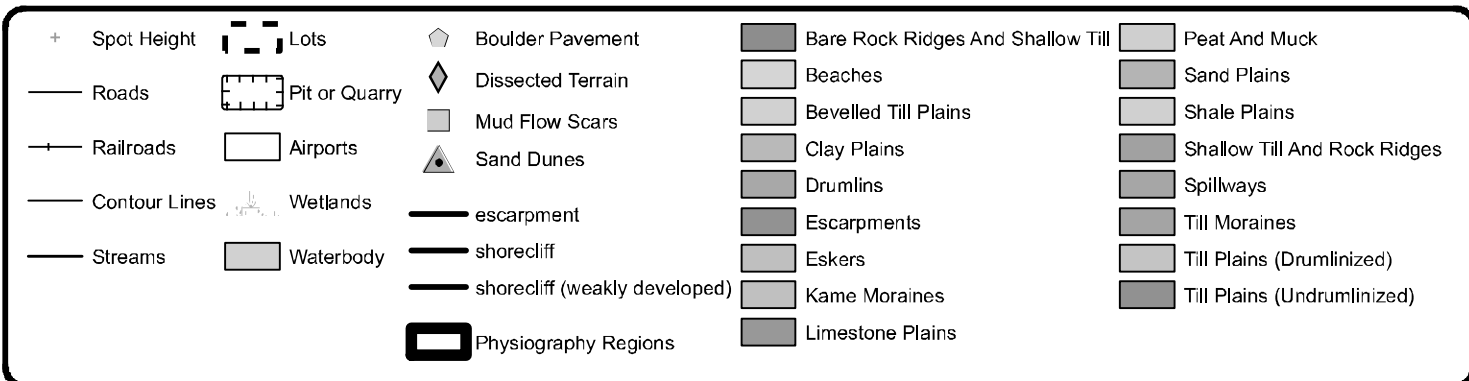 Spot Height
Roads
Railroads
Contour Lines
Streams
Lots
Pit or Quarry
Airports
Wetlands
Waterbody
Boulder Pavement
Dissected Terrain
Mud Flow Scars
Sand Dunes
escarpment
shorecliff
shorecliff (weakly developed)
Physiography Regions
Bare Rock Ridges And Shallow Till
Beaches
Bevelled Till Plains
Clay Plains
Drumlins
Escarpments
Eskers
Kame Moraines
Limestone Plains
Peat And Muck
Sand Plains
Shale Plains
Shallow Till And Rock Ridges
Spillways
Till Moraines
Till Plains (Drumlinized)
Till Plains (Undrumlinized)